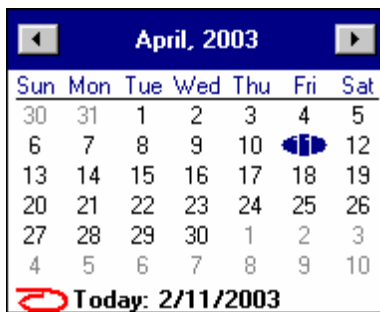 April, 2003
Sun Mon Tue Wed Thu Fri Sat
30 31 1 2 3 4 5
6 7 8 9 10 11 12
13 14 15 16 17 18 19
20 21 22 23 24 25 26
27 28 29 30 1 2 3
4 5 6 7 8 9 10
Today: 2/11/2003